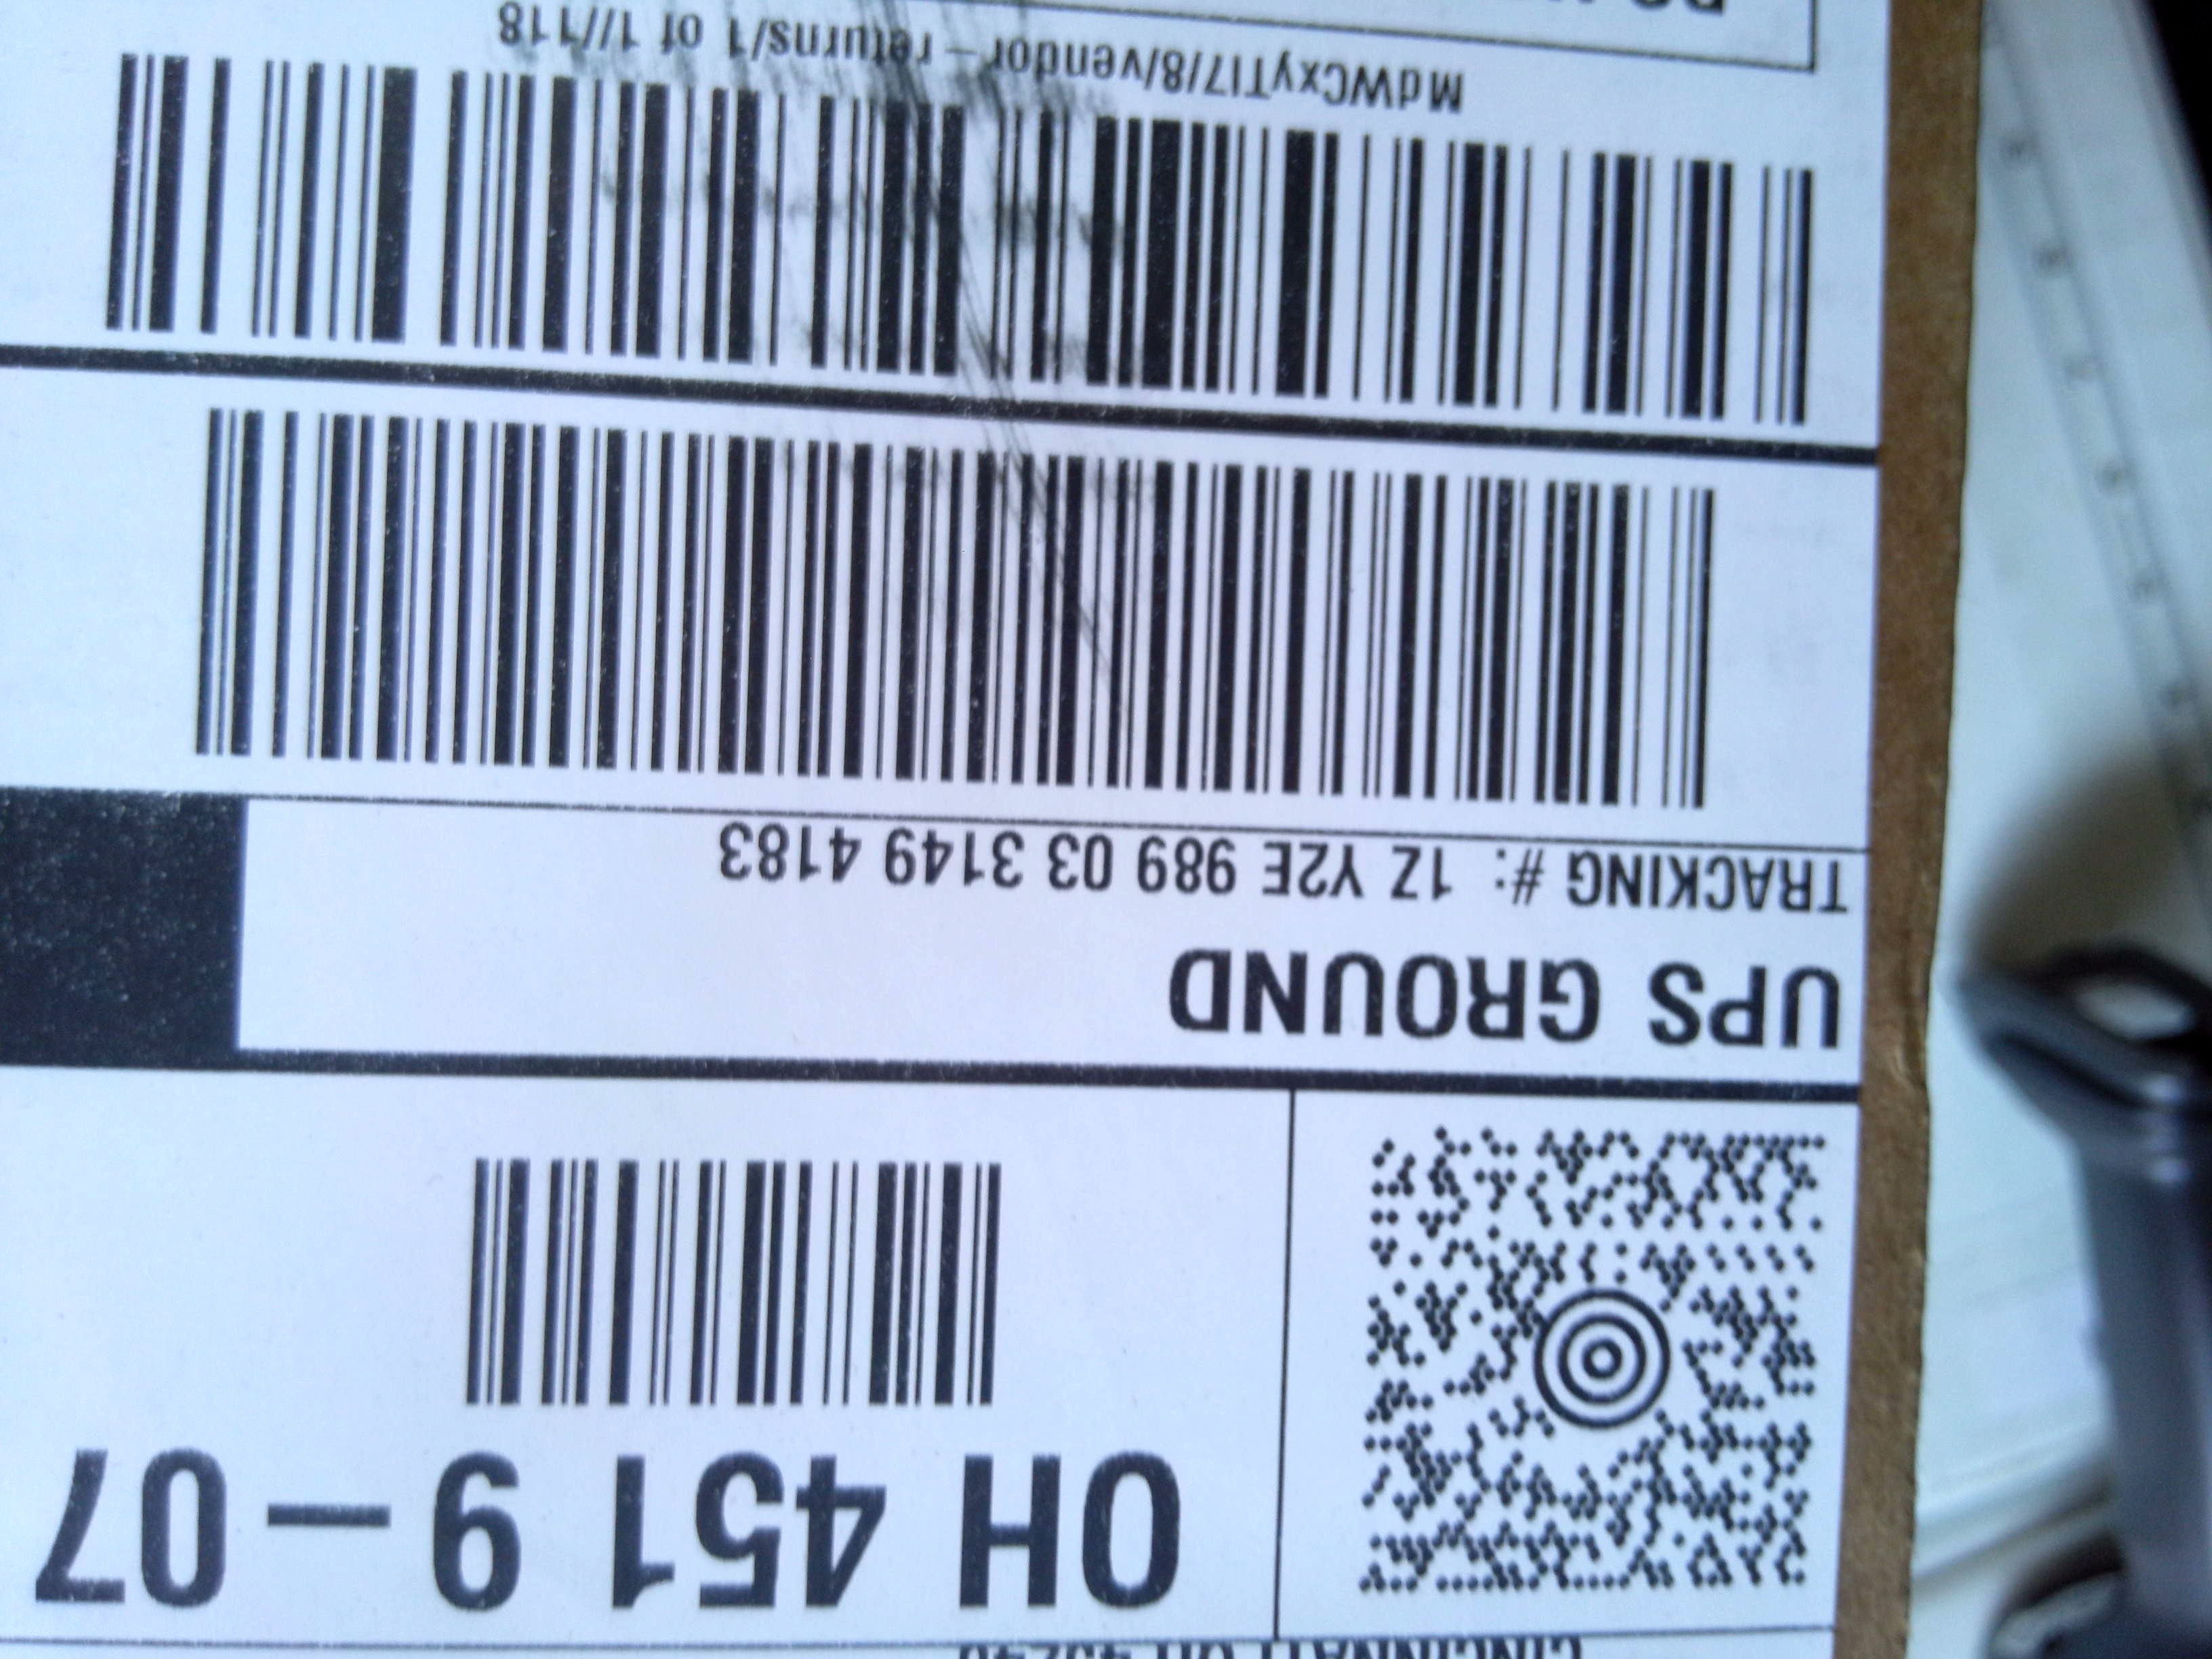 OH 451 9-07
UPS GROUND
TRACKING #: 1Z Y2E 989 03 3149 4183
MdWCxyTI7/8/vendor-returns/1 of 1//118